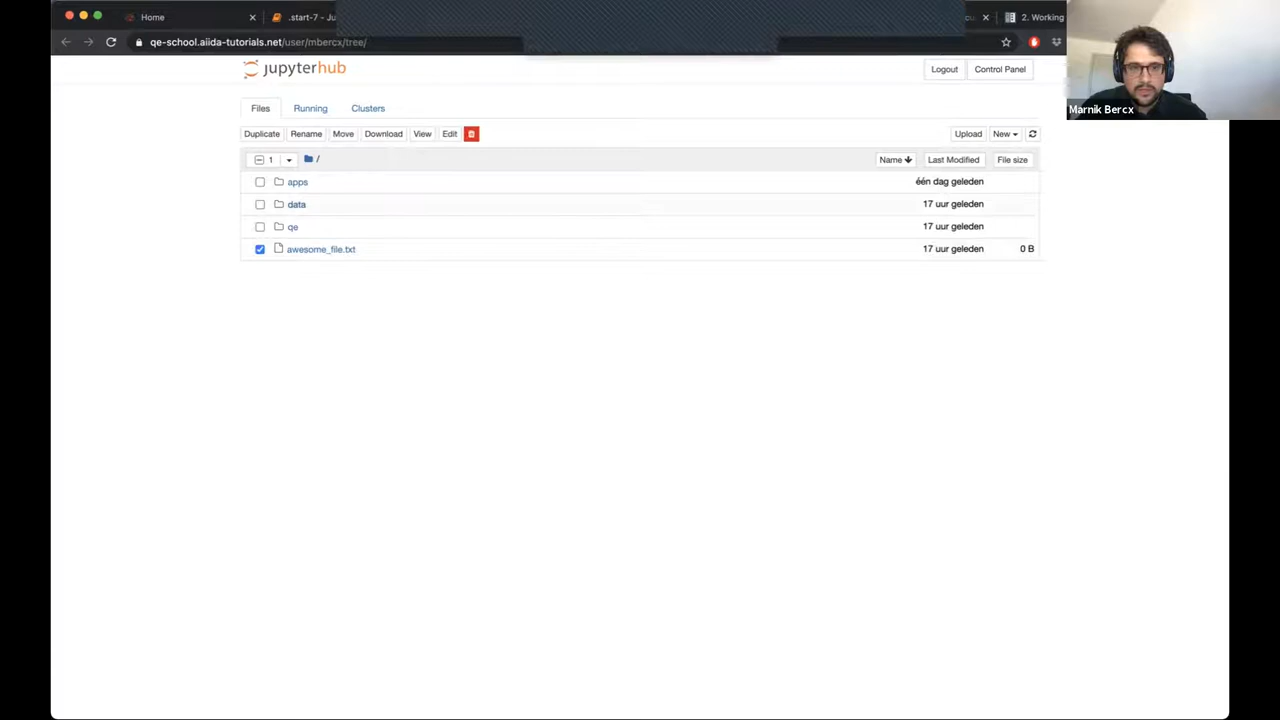 Home
.start-7 - Ju
cu
2. Working
qe-school.aiida-tutorials.net/user/mbercx/tree/
Marnik Bercx
jupyterhub
Logout
Control Panel
Files
Running
Clusters
Duplicate
Rename
Move
Download
View
Edit
Upload
New
1
/
Name
Last Modified
File size
apps
één dag geleden
data
17 uur geleden
qe
17 uur geleden
awesome_file.txt
17 uur geleden
0 B